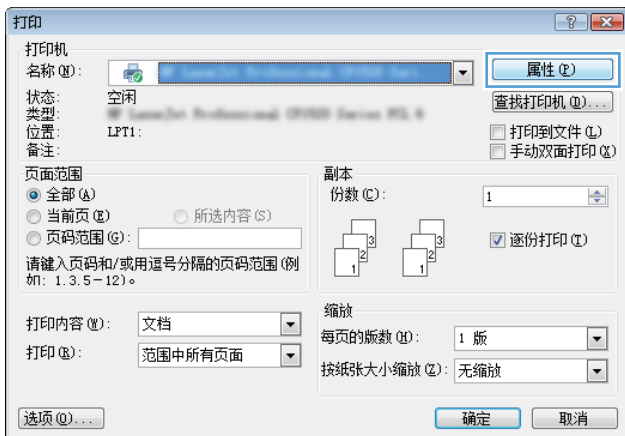 打印
打印机
名称(N):
属性(P)
状态: 空闲
查找打印机(D)...
类型:
位置: LPT1:
打印到文件(L)
备注:
手动双面打印(X)
页面范围
全部(A)
当前页(E) 所选内容(S)
页码范围(G):
请键入页码和/或用逗号分隔的页码范围(例
如: 1.3.5-12)。
副本
份数(C): 1
1 2 3 1 2 3
逐份打印(T)
打印内容(W): 文档
打印(R): 范围中所有页面
缩放
每页的版数(H): 1 版
按纸张大小缩放(Z): 无缩放
选项(O)...
确定 取消